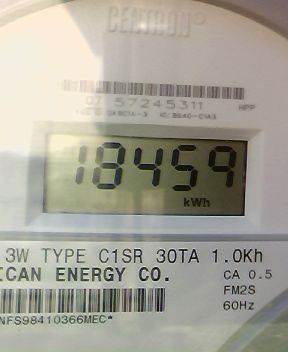 CENTRON®
07 57245311 HPP
18459
kWh
3W TYPE C1SR 30TA 1.0Kh
ICAN ENERGY CO.
CA 0.5
FM2S
60Hz
NFS98410366MEC*